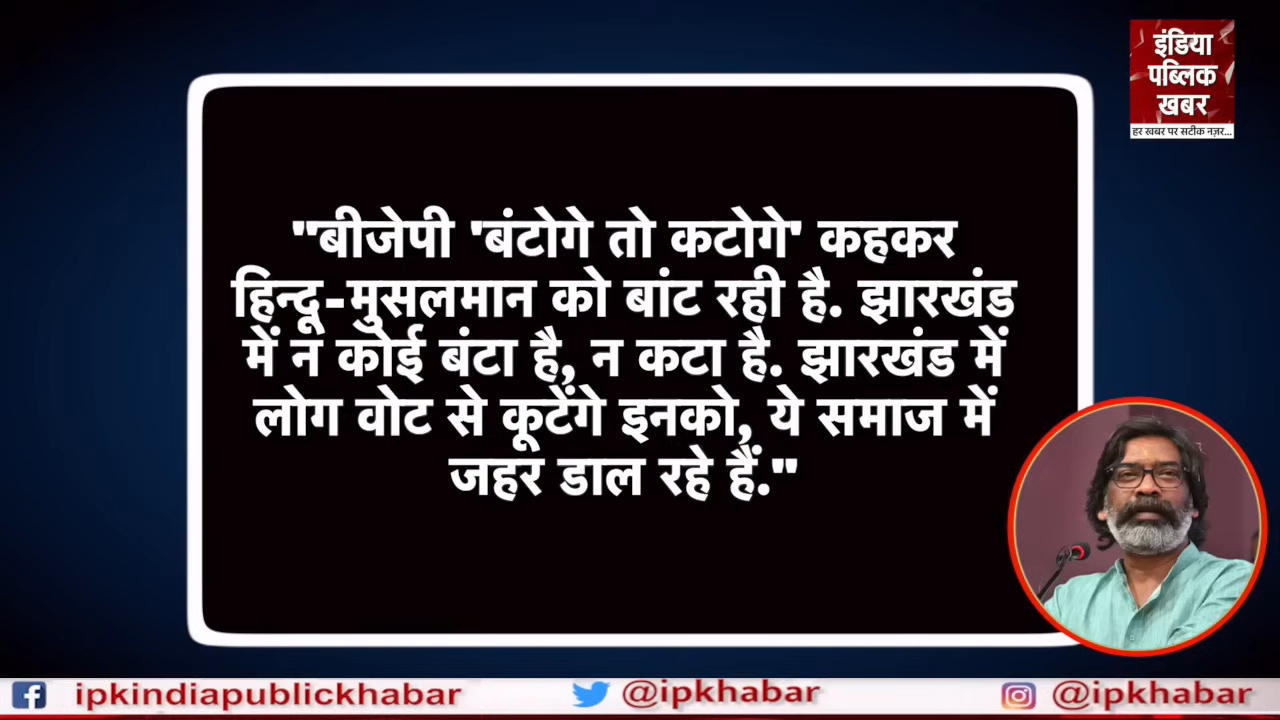 इंडिया
पब्लिक
खबर
हर खबर पर सटीक नज़र...
"बीजेपी 'बंटोगे तो कटोगे' कहकर
हिन्दू-मुसलमान को बांट रही है. झारखंड
में न कोई बंटा है, न कटा है. झारखंड में
लोग वोट से कूटेंगे इनको, ये समाज में
जहर डाल रहे हैं."
ipkindiapublickhabar
@ipkhabar
@ipkhabar